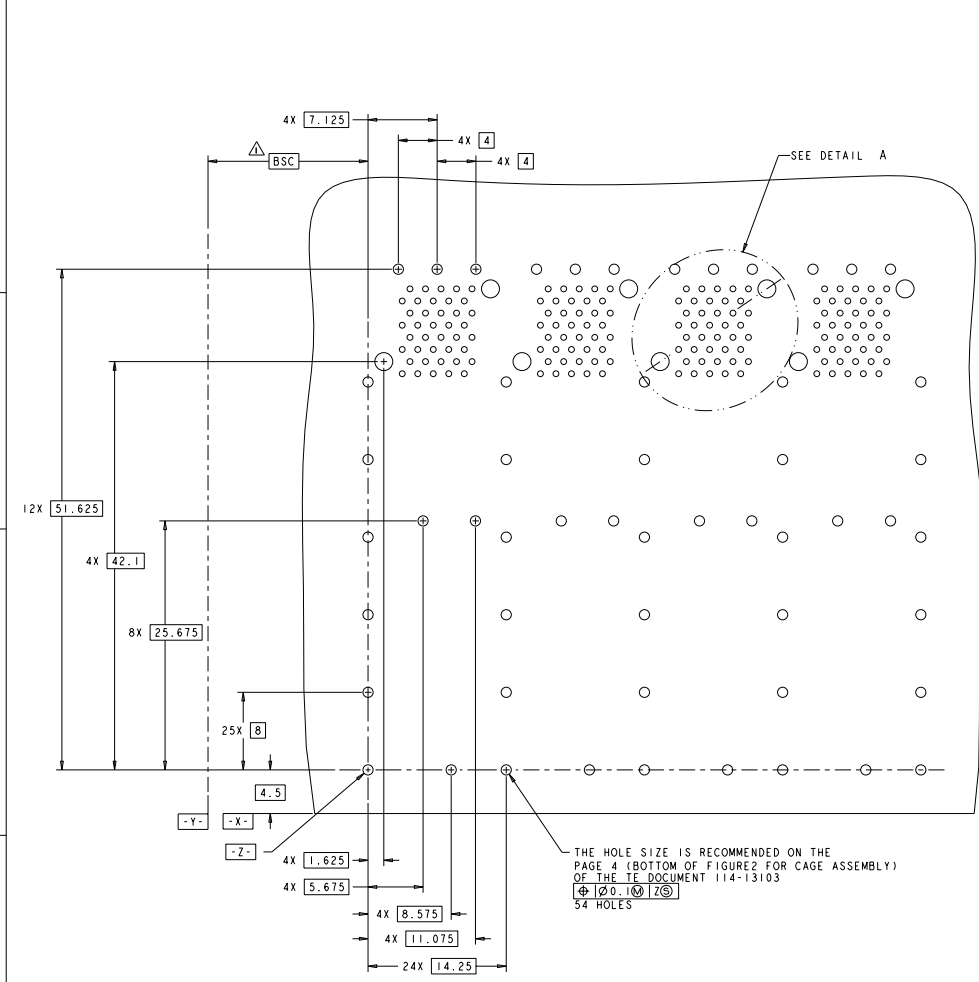 4X 7.125
4X 4
1
BSC
4X 4
SEE DETAIL A
12X 51.625
4X 42.1
8X 25.675
25X 8
4.5
-Y- -X-
-Z-
4X 1.625
4X 5.675
4X 8.575
4X 11.075
24X 14.25
THE HOLE SIZE IS RECOMMENDED ON THE
PAGE 4 (BOTTOM OF FIGURE2 FOR CAGE ASSEMBLY)
OF THE TE DOCUMENT 114-13103
⌖ Ø0.1Ⓜ ZⓈ
54 HOLES